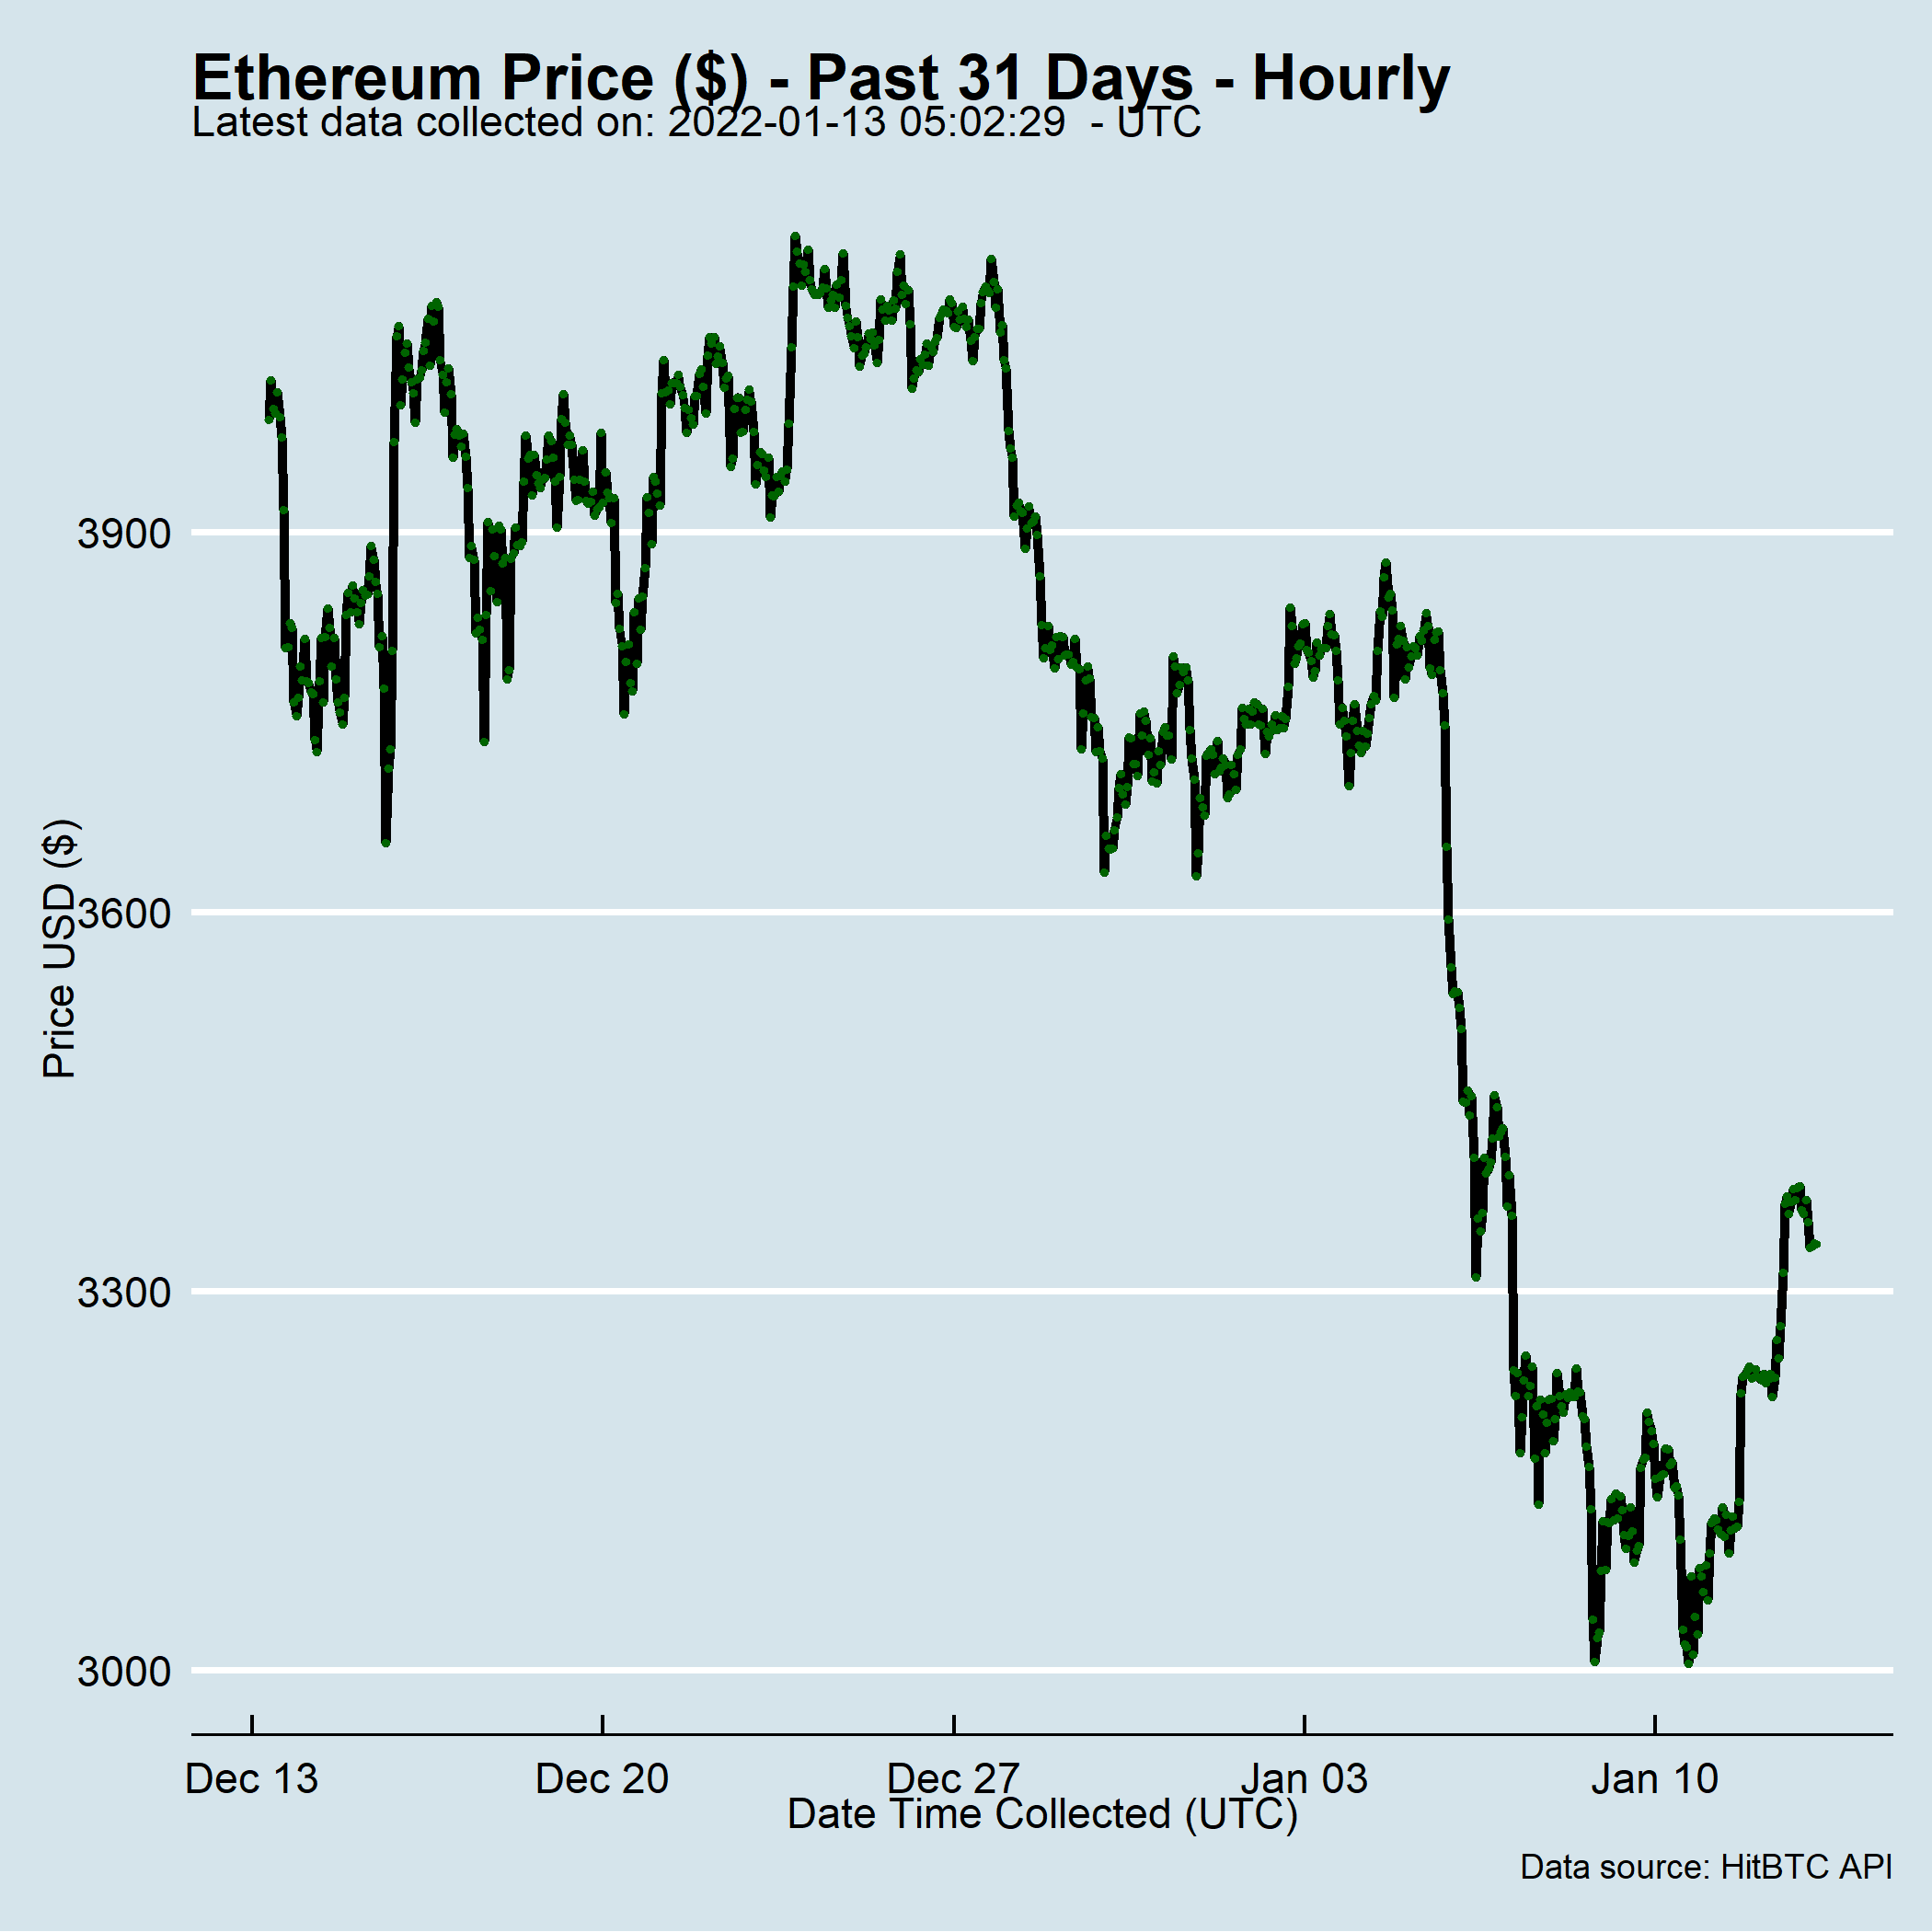 Ethereum Price ($) - Past 31 Days - Hourly
Latest data collected on: 2022-01-13 05:02:29  - UTC
Price USD ($)
3900
3600
3300
3000
Dec 13
Dec 20
Dec 27
Jan 03
Jan 10
Date Time Collected (UTC)
Data source: HitBTC API